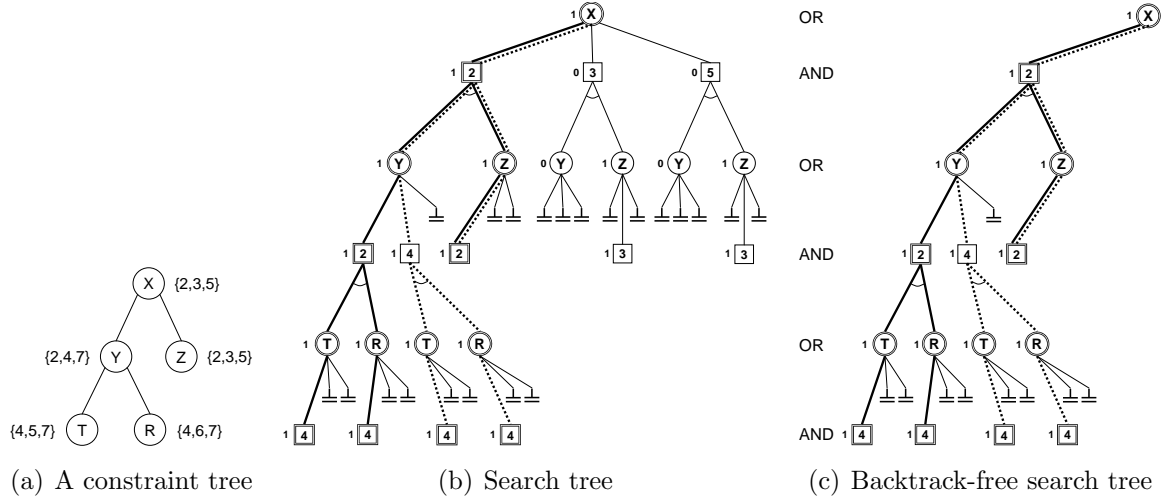 1 X OR 1 X
1 2 0 3 0 5 AND 1 2
1 Y 1 Z 0 Y 1 Z 0 Y 1 Z OR 1 Y 1 Z
1 2 1 4 1 2 1 3 1 3 AND 1 2 1 4 1 2
X {2,3,5}
{2,4,7} Y Z {2,3,5}
1 T 1 R 1 T 1 R OR 1 T 1 R 1 T 1 R
{4,5,7} T R {4,6,7}
1 4 1 4 1 4 1 4 AND 1 4 1 4 1 4 1 4
(a) A constraint tree (b) Search tree (c) Backtrack-free search tree